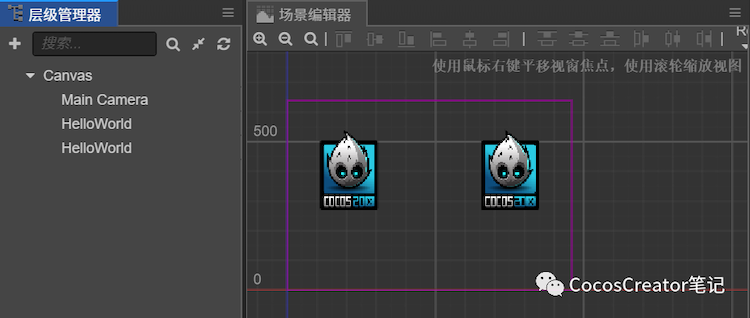 层级管理器
搜索...
Canvas
Main Camera
HelloWorld
HelloWorld
场景编辑器
使用鼠标右键平移视窗焦点，使用滚轮缩放视图
500
0
COCOS2DX
COCOS2DX
CocosCreator笔记